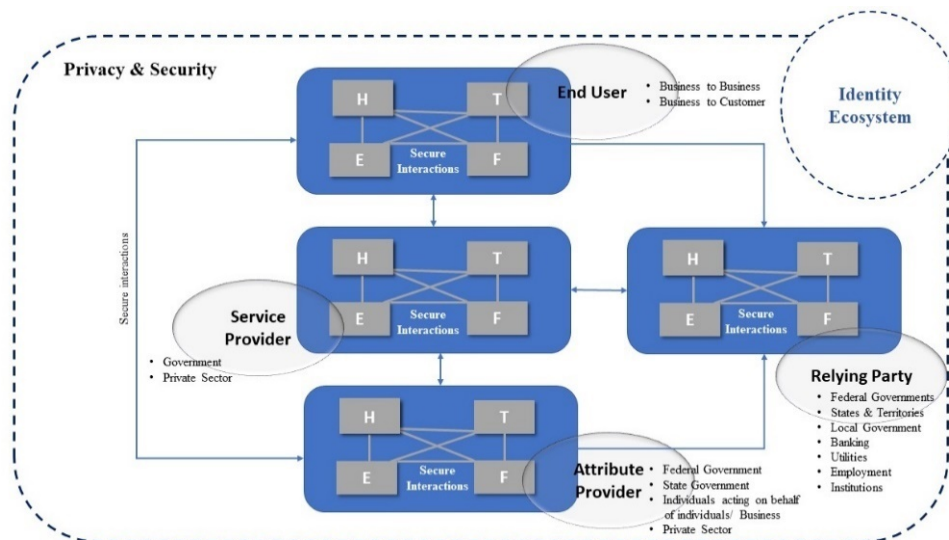 Privacy & Security
Identity
Ecosystem
H
T
E
F
Secure
Interactions
End User
• Business to Business
• Business to Customer
Secure interactions
H
T
E
F
Secure
Interactions
Service
Provider
• Government
• Private Sector
H
T
E
F
Secure
Interactions
Relying Party
• Federal Governments
• States & Territories
• Local Government
• Banking
• Utilities
• Employment
• Institutions
H
T
E
F
Secure
Interactions
Attribute
Provider
• Federal Government
• State Government
• Individuals acting on behalf
of individuals/ Business
• Private Sector